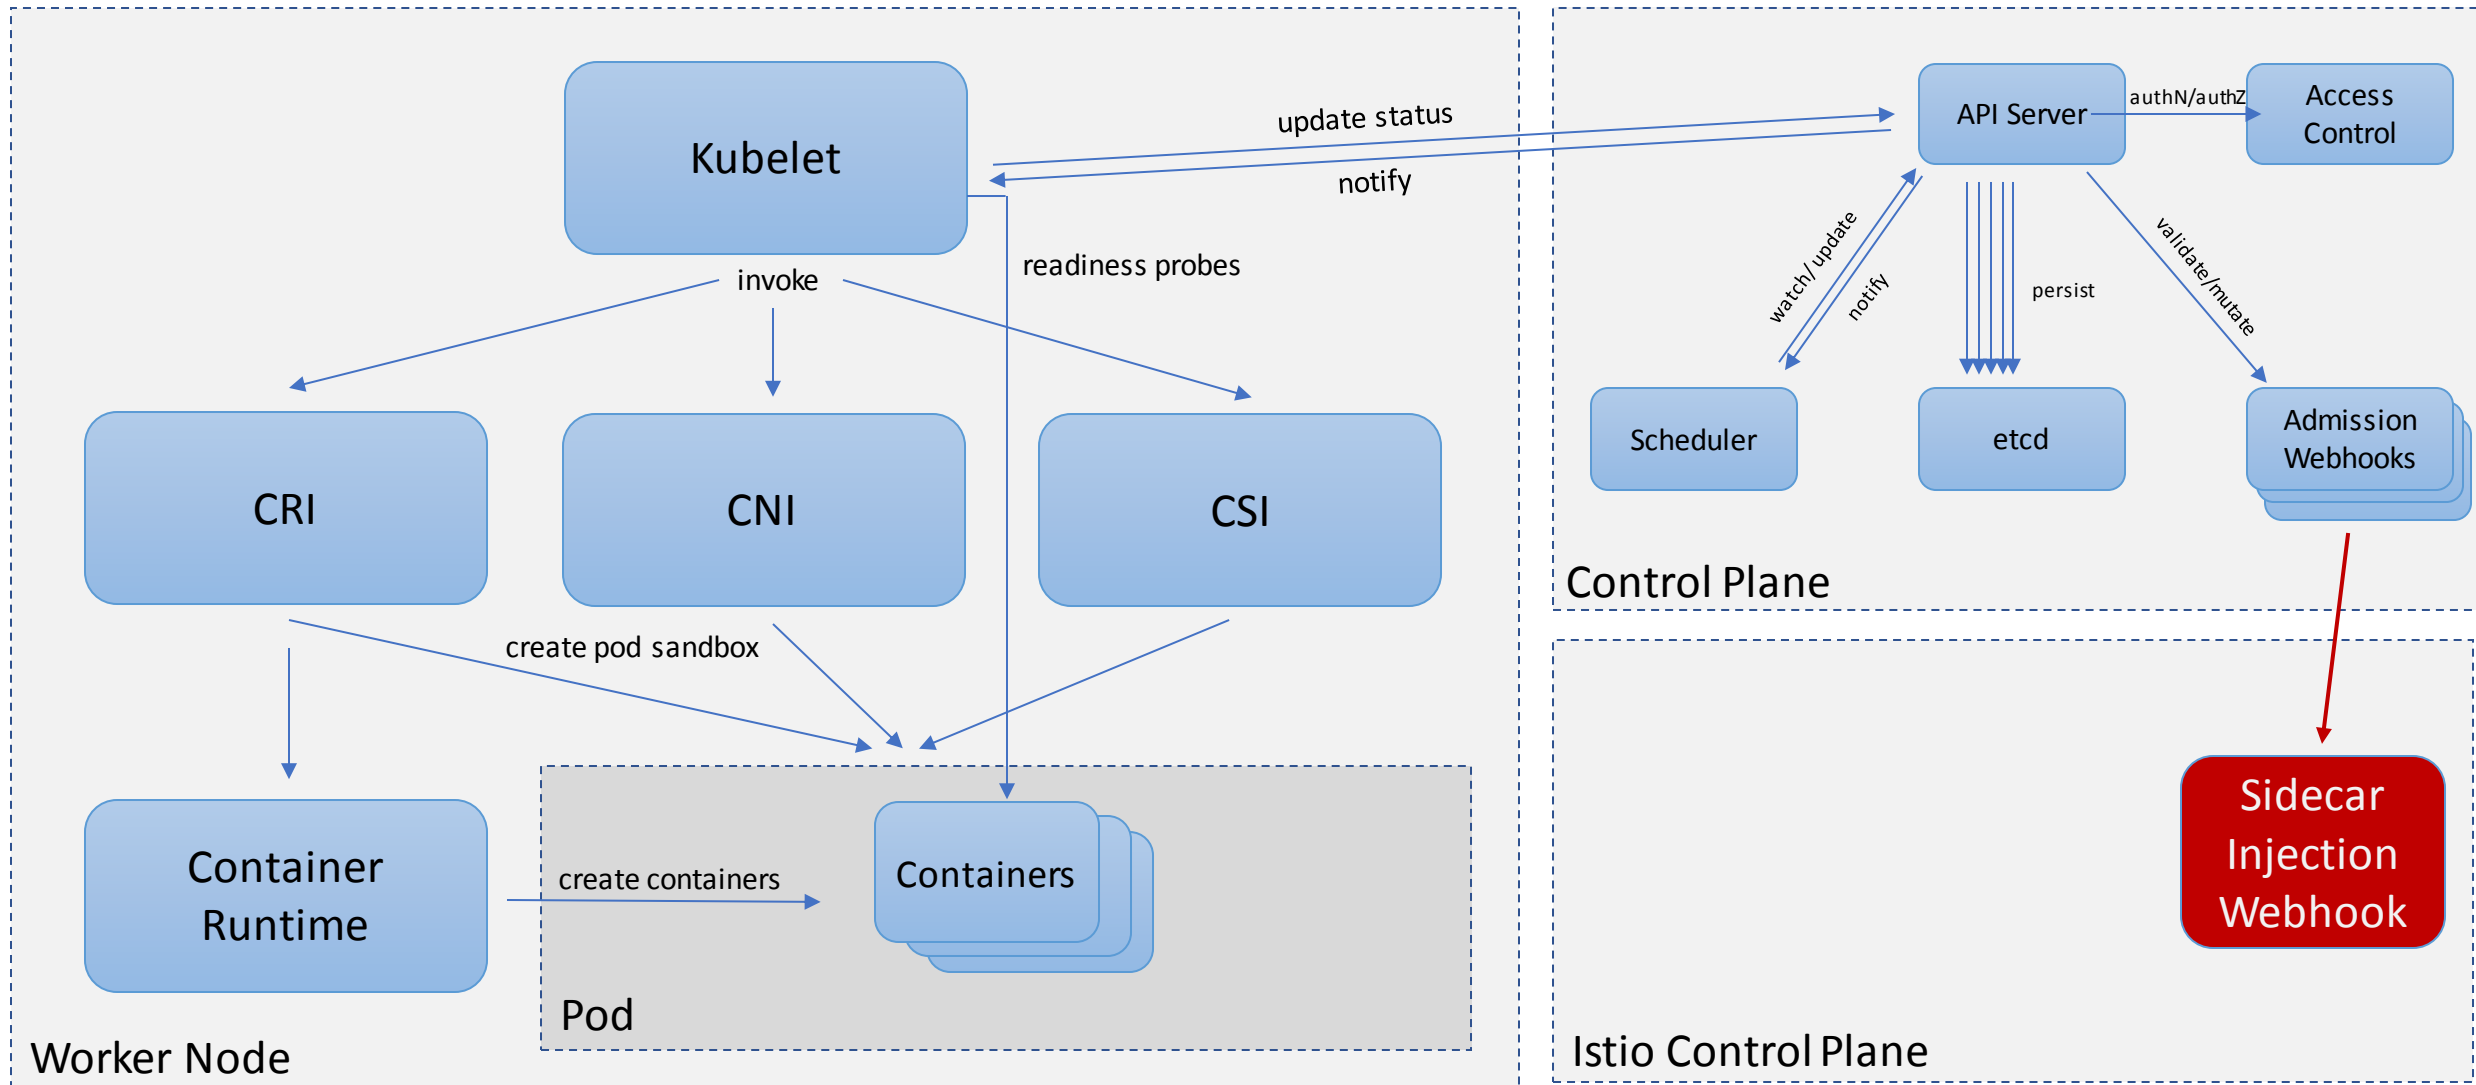 Kubelet
update status
notify
API Server
authN/authZ
Access
Control
invoke
readiness probes
watch/update
notify
persist
validate/mutate
CRI
CNI
CSI
Scheduler
etcd
Admission
Webhooks
Control Plane
create pod sandbox
Container
Runtime
create containers
Containers
Pod
Worker Node
Sidecar
Injection
Webhook
Istio Control Plane